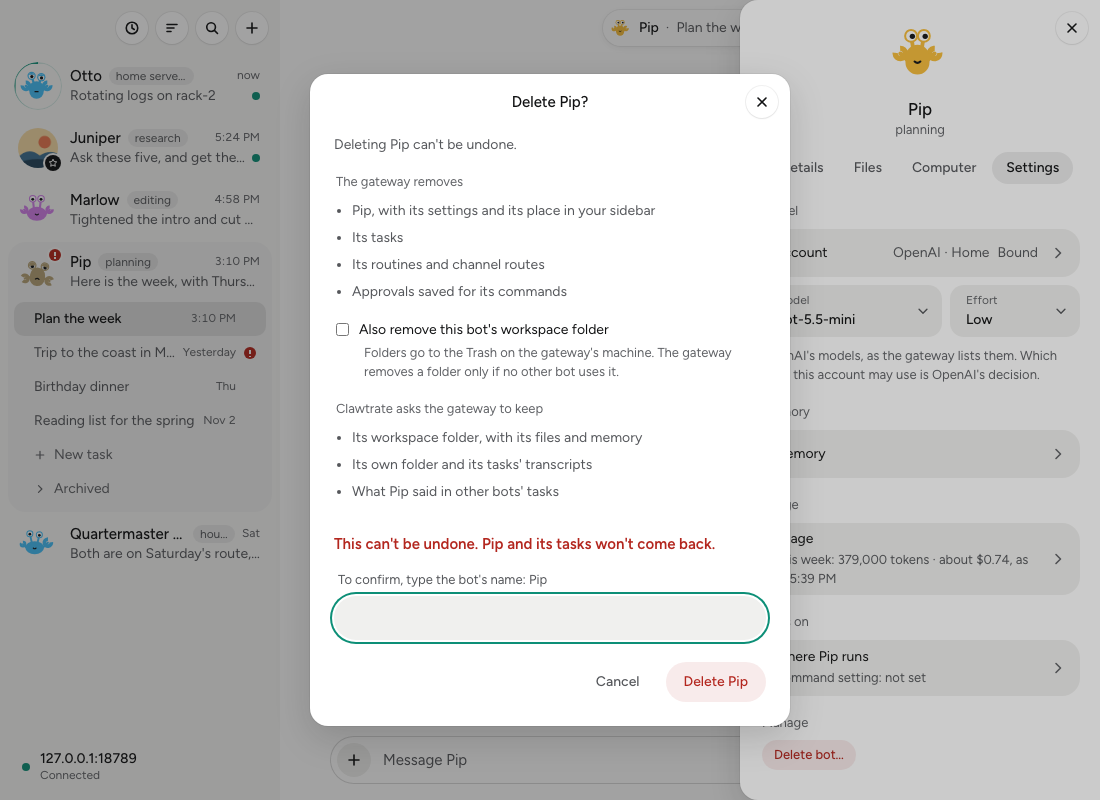 Otto home serve... now
Rotating logs on rack-2
Juniper research 5:24 PM
Ask these five, and get the...
Marlow editing 4:58 PM
Tightened the intro and cut ...
Pip planning 3:10 PM
Here is the week, with Thurs...
Plan the week 3:10 PM
Trip to the coast in M... Yesterday
Birthday dinner Thu
Reading list for the spring Nov 2
+ New task
Archived
Quartermaster ... hou... Sat
Both are on Saturday's route,...
127.0.0.1:18789
Connected
Pip · Plan the w
Message Pip
Delete Pip?
Deleting Pip can't be undone.
The gateway removes
• Pip, with its settings and its place in your sidebar
• Its tasks
• Its routines and channel routes
• Approvals saved for its commands
Also remove this bot's workspace folder
Folders go to the Trash on the gateway's machine. The gateway
removes a folder only if no other bot uses it.
Clawtrate asks the gateway to keep
• Its workspace folder, with its files and memory
• Its own folder and its tasks' transcripts
• What Pip said in other bots' tasks
This can't be undone. Pip and its tasks won't come back.
To confirm, type the bot's name: Pip
Cancel
Delete Pip
Pip
planning
etails Files Computer Settings
el
count OpenAI · Home Bound
odel
pt-5.5-mini
Effort
Low
nAI's models, as the gateway lists them. Which
this account may use is OpenAI's decision.
ory
emory
ge
age
is week: 379,000 tokens · about $0.74, as
5:39 PM
on
here Pip runs
mmand setting: not set
anage
Delete bot...